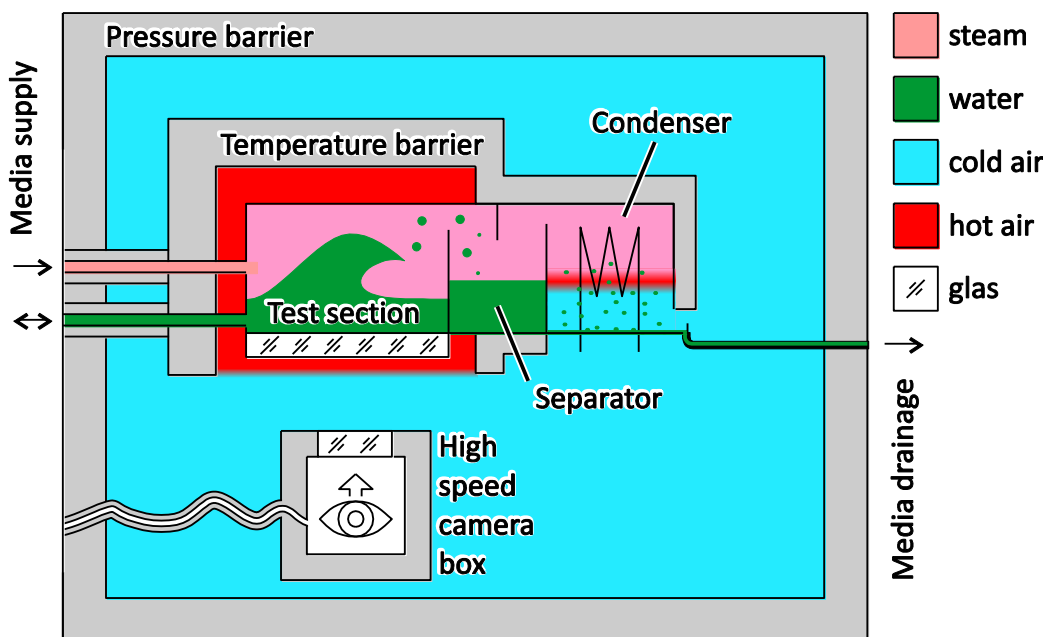 Pressure barrier
Media supply
Temperature barrier
Condenser
Test section
Separator
High
speed
camera
box
Media drainage
steam
water
cold air
hot air
glas